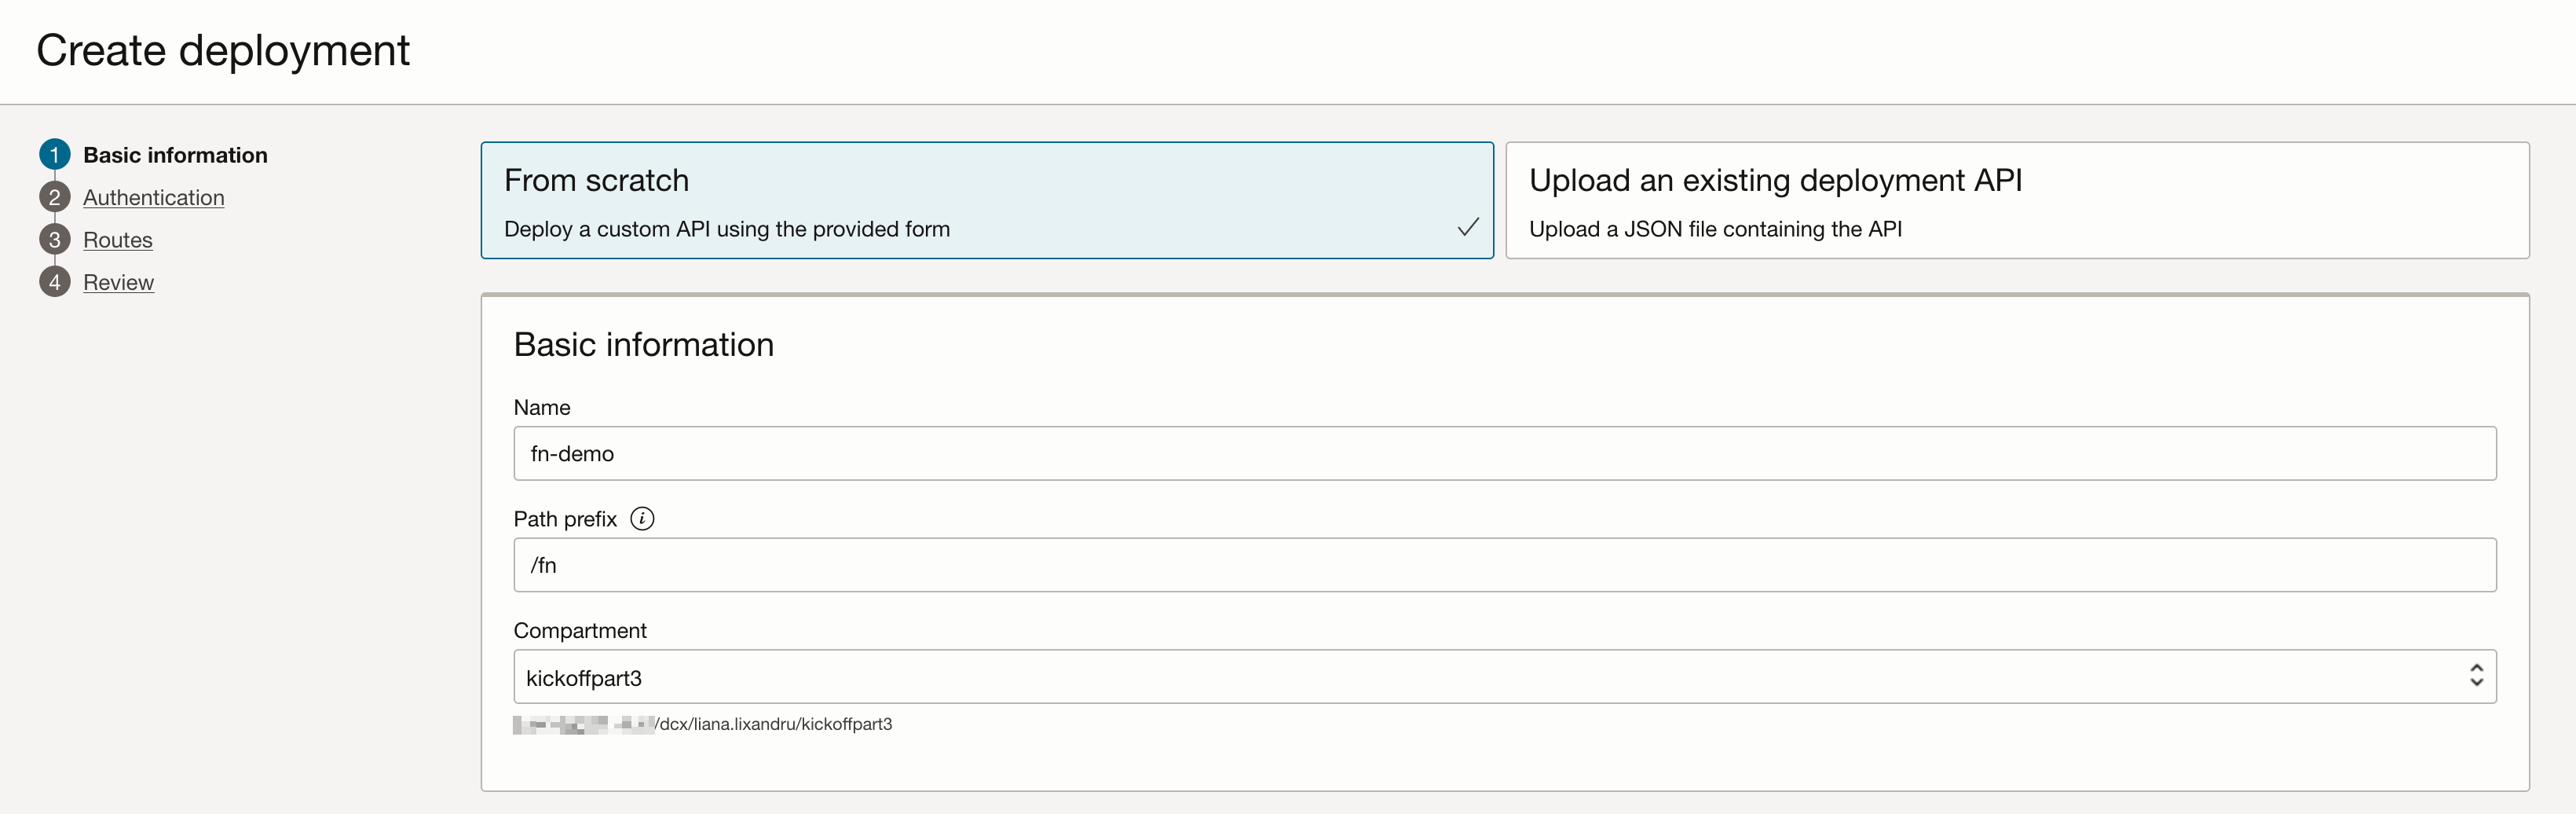 Create deployment
1 Basic information
2 Authentication
3 Routes
4 Review
From scratch
Deploy a custom API using the provided form
Upload an existing deployment API
Upload a JSON file containing the API
Basic information
Name
fn-demo
Path prefix i
/fn
Compartment
kickoffpart3
/dcx/liana.lixandru/kickoffpart3